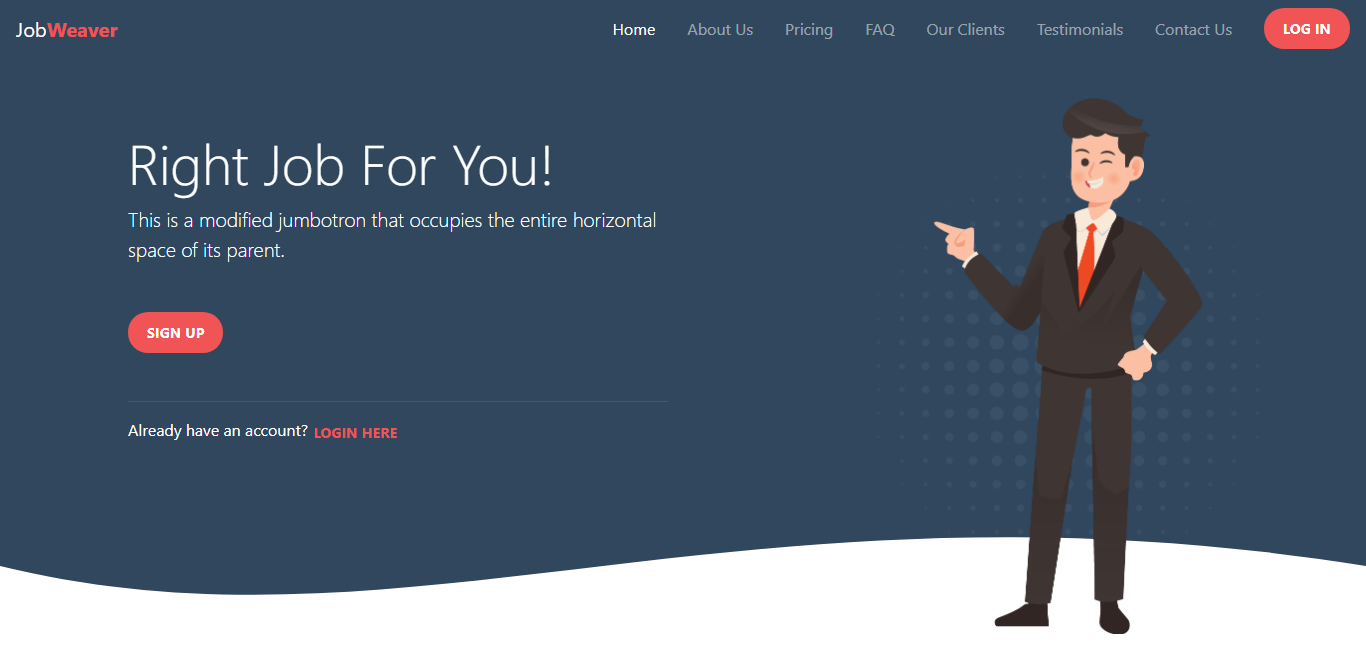 JobWeaver
Home About Us Pricing FAQ Our Clients Testimonials Contact Us LOG IN
Right Job For You!
This is a modified jumbotron that occupies the entire horizontal
space of its parent.
SIGN UP
Already have an account? LOGIN HERE